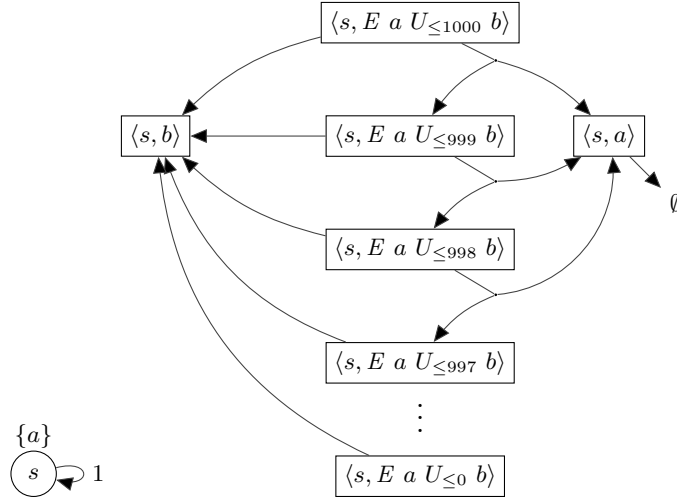 ⟨s, E a U≤1000 b⟩
⟨s, b⟩
⟨s, E a U≤999 b⟩
⟨s, a⟩
∅
⟨s, E a U≤998 b⟩
⟨s, E a U≤997 b⟩
⋮
{a}
s 1
⟨s, E a U≤0 b⟩